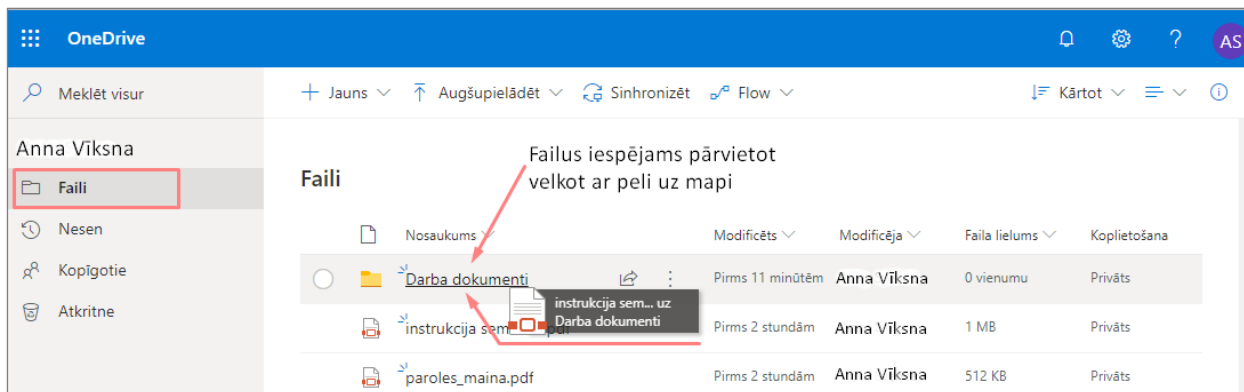 OneDrive
?
AS
Meklēt visur
Jauns Augšupielādēt Sinhronizēt Flow Kārtot
Anna Vīksna
Faili
Nesen
Kopīgotie
Atkritne
Failus iespējams pārvietot
velkot ar peli uz mapi
Faili
Nosaukums Modificēts Modificēja Faila lielums Koplietošana
Darba dokumenti Pirms 11 minūtēm Anna Vīksna 0 vienumu Privāts
instrukcija sem... uz
Darba dokumenti
instrukcija Pirms 2 stundām Anna Vīksna 1 MB Privāts
paroles_maina.pdf Pirms 2 stundām Anna Vīksna 512 KB Privāts